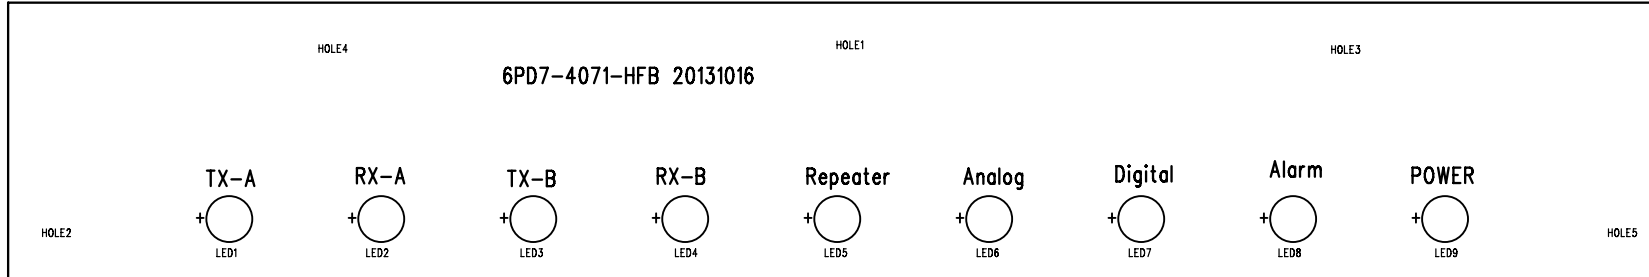 HOLE4 HOLE1 HOLE3
6PD7-4071-HFB 20131016
TX-A RX-A TX-B RX-B Repeater Analog Digital Alarm POWER
+ + + + + + + + +
HOLE2 HOLE5
LED1 LED2 LED3 LED4 LED5 LED6 LED7 LED8 LED9